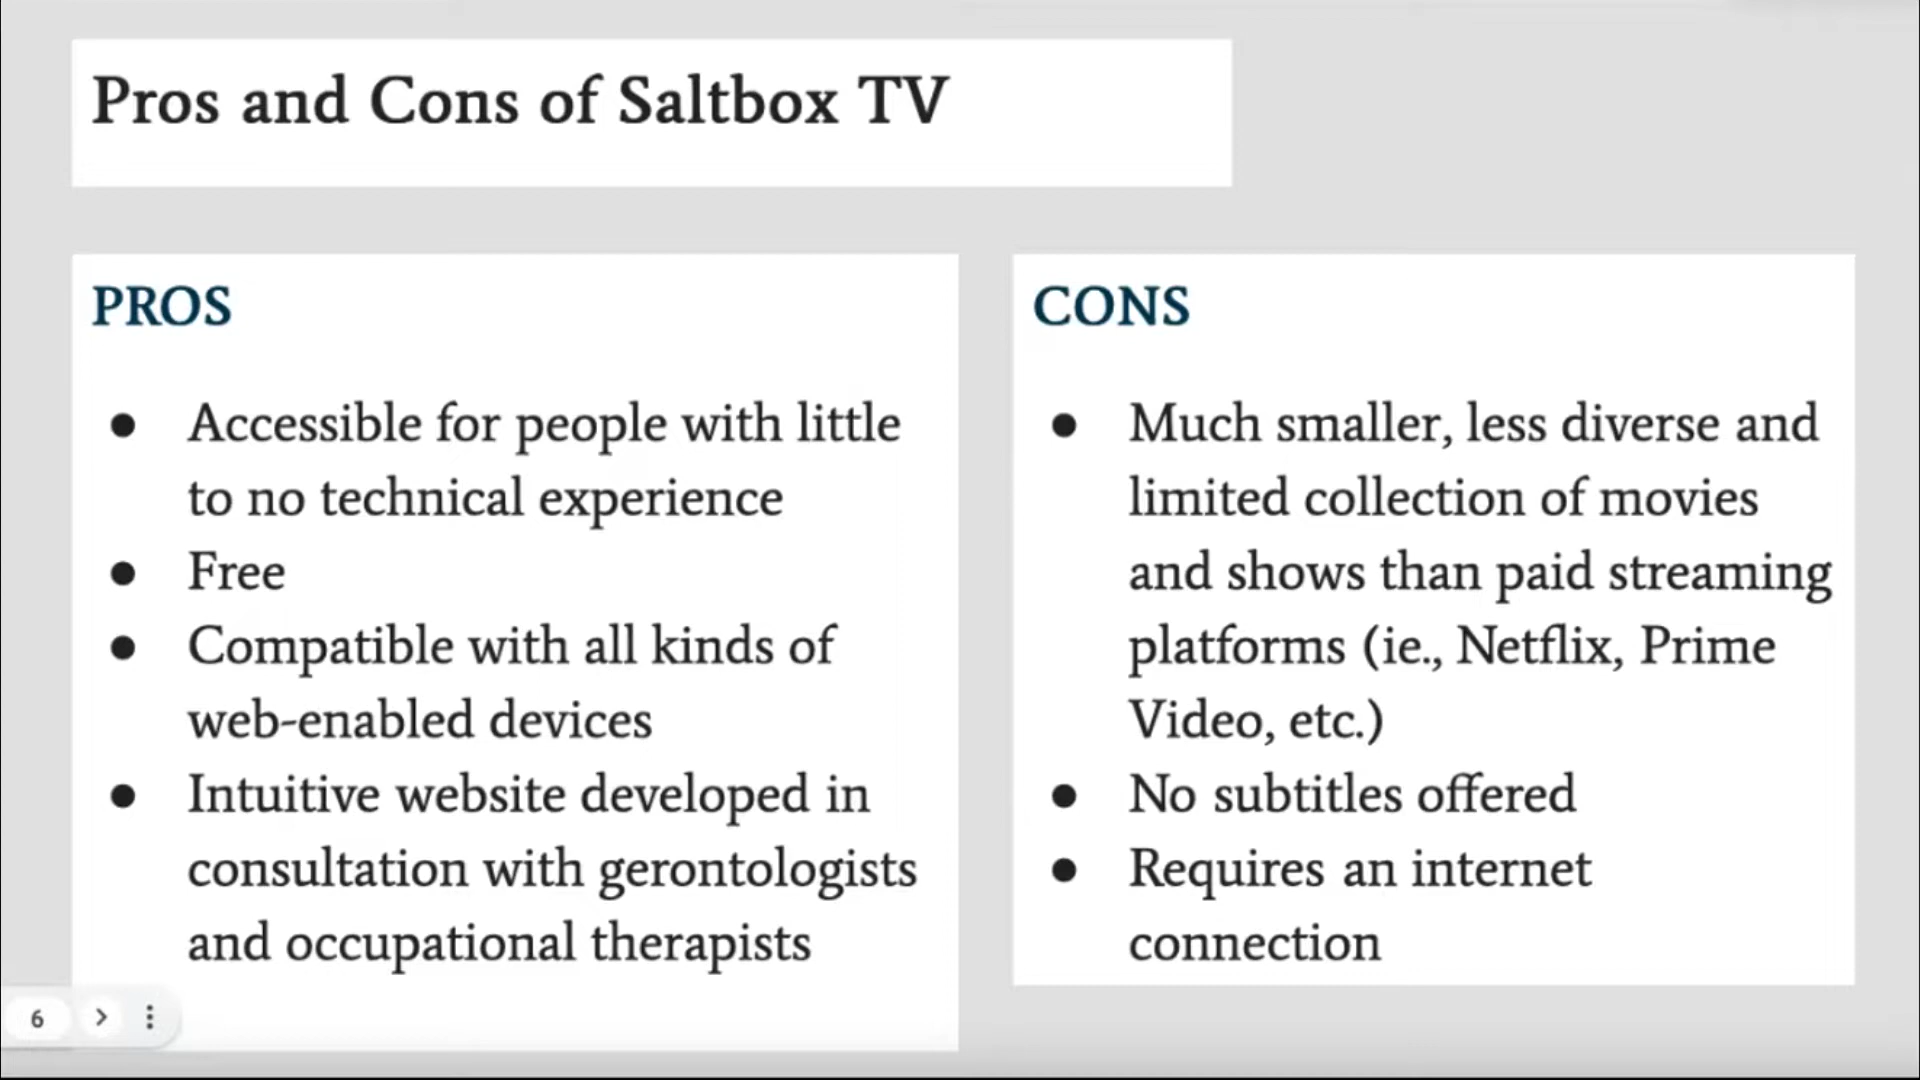 Pros and Cons of Saltbox TV
PROS
● Accessible for people with little
to no technical experience
● Free
● Compatible with all kinds of
web-enabled devices
● Intuitive website developed in
consultation with gerontologists
and occupational therapists
CONS
● Much smaller, less diverse and
limited collection of movies
and shows than paid streaming
platforms (ie., Netflix, Prime
Video, etc.)
● No subtitles offered
● Requires an internet
connection
6